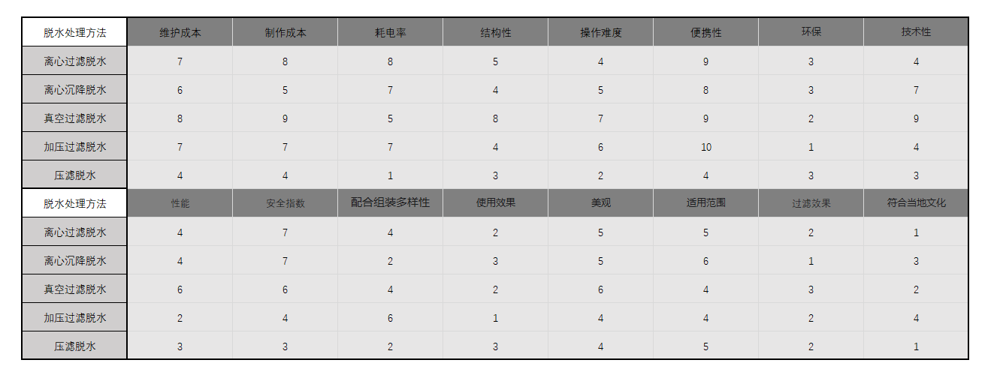 脱水处理方法 维护成本 制作成本 耗电率 结构性 操作难度 便携性 环保 技术性
离心过滤脱水 7 8 8 5 4 9 3 4
离心沉降脱水 6 5 7 4 5 8 3 7
真空过滤脱水 8 9 5 8 7 9 2 9
加压过滤脱水 7 7 7 4 6 10 1 4
压滤脱水 4 4 1 3 2 4 3 3
脱水处理方法 性能 安全指数 配合组装多样性 使用效果 美观 适用范围 过滤效果 符合当地文化
离心过滤脱水 4 7 4 2 5 5 2 1
离心沉降脱水 4 7 2 3 5 6 1 3
真空过滤脱水 6 6 4 2 6 4 3 2
加压过滤脱水 2 4 6 1 4 4 2 4
压滤脱水 3 3 2 3 4 5 2 1